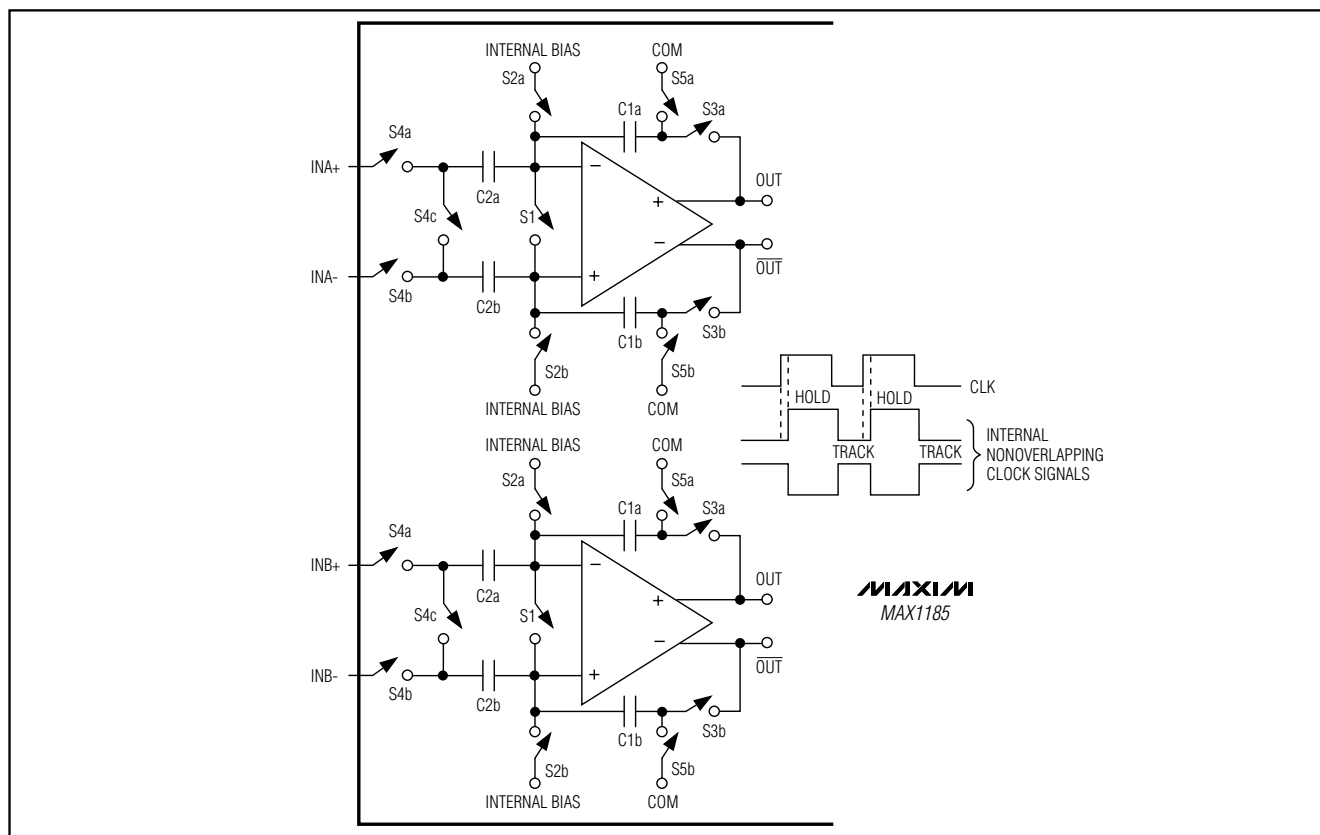 INTERNAL BIAS
COM
S2a
S5a
C1a
S3a
S4a
INA+
C2a
−
OUT
+
S4c
S1
−
OUT
INA-
+
S4b
C2b
C1b
S3b
S2b
S5b
INTERNAL BIAS
COM
CLK
HOLD
HOLD
TRACK
TRACK
INTERNAL
NONOVERLAPPING
CLOCK SIGNALS
INTERNAL BIAS
COM
S2a
S5a
C1a
S3a
S4a
INB+
C2a
−
OUT
+
S4c
S1
−
OUT
INB-
+
S4b
C2b
C1b
S3b
S2b
S5b
INTERNAL BIAS
COM
MAXIM
MAX1185